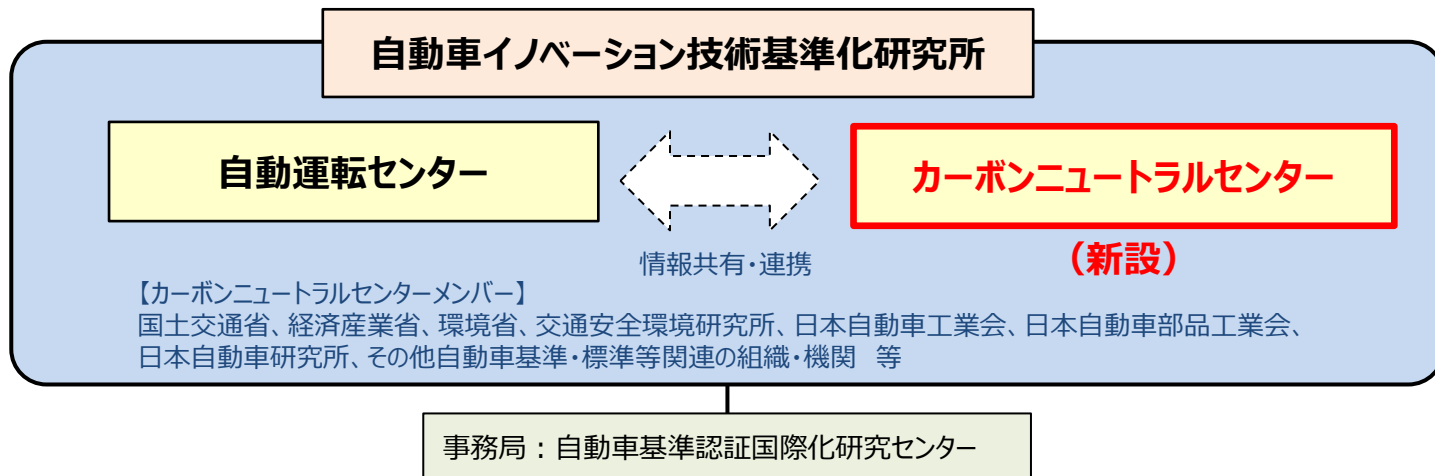 自動車イノベーション技術基準化研究所
自動運転センター
カーボンニュートラルセンター
(新設)
情報共有・連携
【カーボンニュートラルセンターメンバー】
国土交通省、経済産業省、環境省、交通安全環境研究所、日本自動車工業会、日本自動車部品工業会、
日本自動車研究所、その他自動車基準・標準等関連の組織・機関　等
事務局：自動車基準認証国際化研究センター